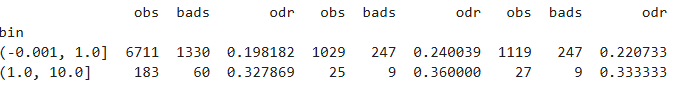 obs bads odr obs bads odr obs bads odr
bin
(-0.001, 1.0] 6711 1330 0.198182 1029 247 0.240039 1119 247 0.220733
(1.0, 10.0] 183 60 0.327869 25 9 0.360000 27 9 0.333333